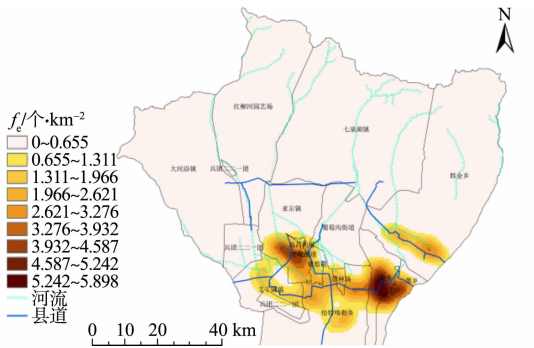 N
fe/个·km-2
0~0.655
0.655~1.311
1.311~1.966
1.966~2.621
2.621~3.276
3.276~3.932
3.932~4.587
4.587~5.242
5.242~5.898
河流
县道
0 10 20 40 km
红柳河园艺场
七泉湖镇
大河沿镇
兵团二二一团
胜金乡
亚尔镇
葡萄沟街道
兵团二二一团
艾丁湖镇
兵团二二一团
恰特喀勒乡